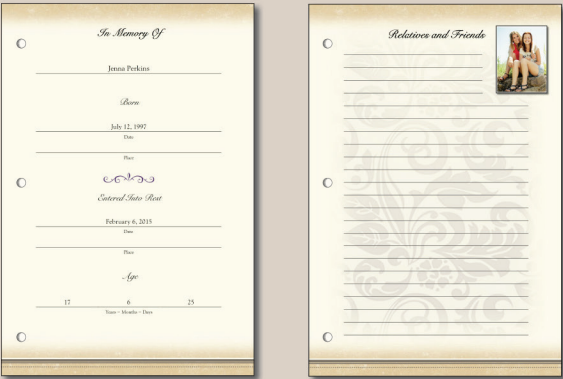 In Memory Of
Jenna Perkins
Born
July 12, 1997
Date
Place
Entered Into Rest
February 6, 2015
Date
Place
Age
17 6 25
Years - Months - Days
Relatives and Friends